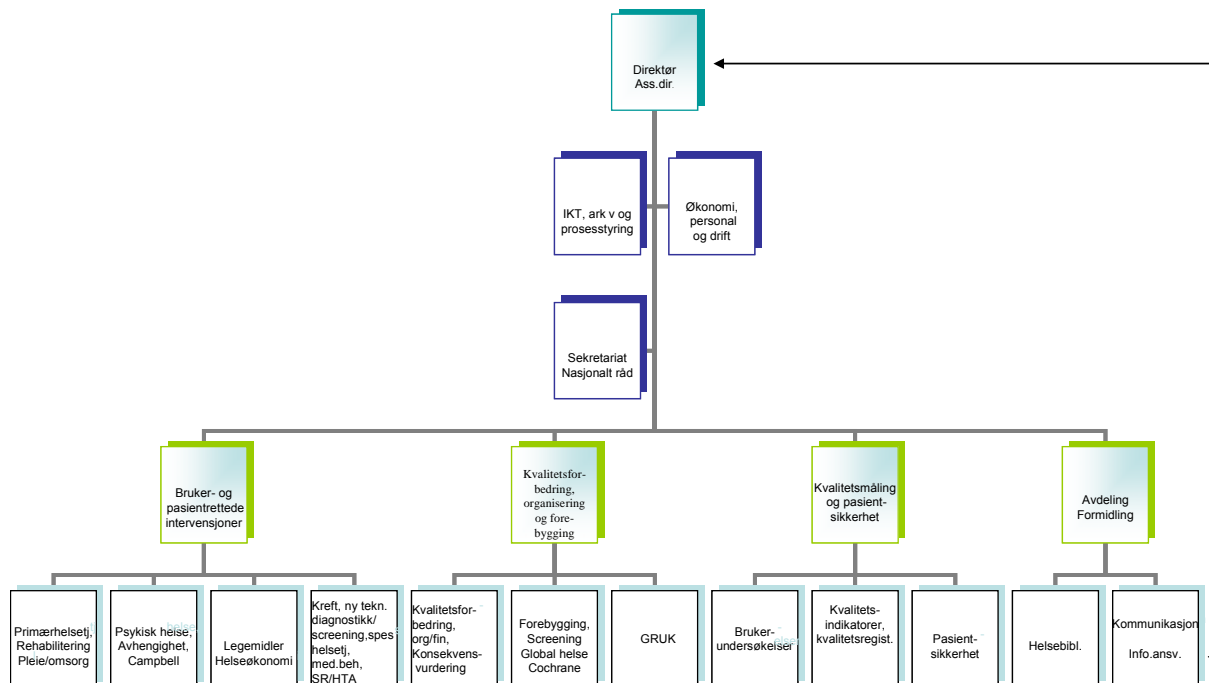 Direktør
Ass.dir.
IKT, ark v og
prosesstyring
Økonomi,
personal
og drift
Sekretariat
Nasjonalt råd
Bruker- og
pasientrettede
intervensjoner
Kvalitetsfor-
bedring,
organisering
og fore-
bygging
Kvalitetsmåling
og pasient-
sikkerhet
Avdeling
Formidling
Primærhelsetj,
Rehabilitering
Pleie/omsorg
Psykisk helse,
Avhengighet,
Campbell
Legemidler
Helseøkonomi
Kreft, ny tekn.
diagnostikk/
screening,spes
helsetj,
med.beh,
SR/HTA
Kvalitetsfor-
bedring,
org/fin,
Konsekvens-
vurdering
Forebygging,
Screening
Global helse
Cochrane
GRUK
Bruker-
undersøkelser
Kvalitets-
indikatorer,
kvalitetsregist.
Pasient-
sikkerhet
Helsebibl.
Kommunikasjon
Info.ansv.